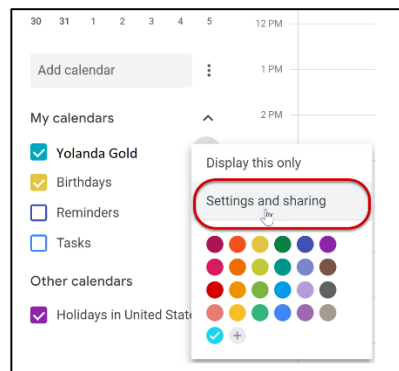 30 31 1 2 3 4 5
12 PM
Add calendar
1 PM
My calendars
2 PM
Yolanda Gold
Display this only
Birthdays
Settings and sharing
Reminders
Tasks
Other calendars
Holidays in United State